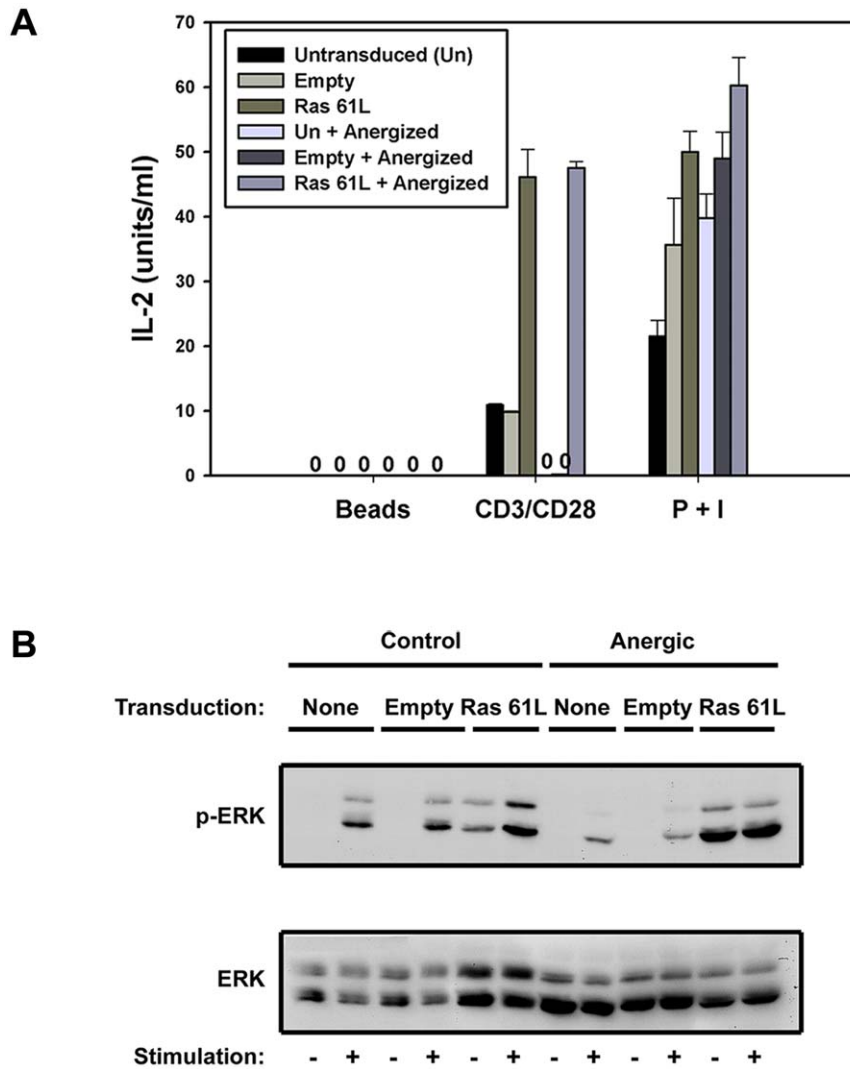 A
70
60
50
40
30
20
10
0
IL-2 (units/ml)
Untransduced (Un)
Empty
Ras 61L
Un + Anergized
Empty + Anergized
Ras 61L + Anergized
0 0 0 0 0 0
0 0
Beads CD3/CD28 P + I
B
Control Anergic
Transduction: None Empty Ras 61L None Empty Ras 61L
p-ERK
ERK
Stimulation: - + - + - + - + - + - +